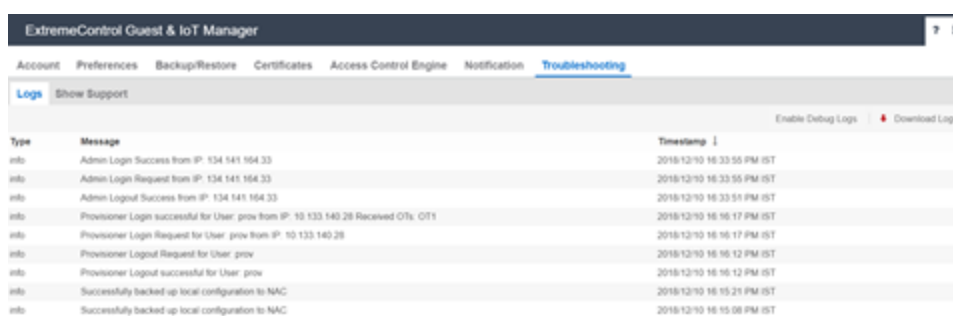 ExtremeControl Guest & IoT Manager ?
Account Preferences Backup/Restore Certificates Access Control Engine Notification Troubleshooting
Logs Show Support
Enable Debug Logs Download Log
Type Message Timestamp
info Admin Login Success from IP: 134.141.164.33 2018/12/10 16:33:55 PM IST
info Admin Login Request from IP: 134.141.164.33 2018/12/10 16:33:55 PM IST
info Admin Logout Success from IP: 134.141.164.33 2018/12/10 16:33:51 PM IST
info Provisioner Login successful for User: prov from IP: 10.133.140.28 Received OTs: OT1 2018/12/10 16:16:17 PM IST
info Provisioner Login Request for User: prov from IP: 10.133.140.28 2018/12/10 16:16:17 PM IST
info Provisioner Logout Request for User: prov 2018/12/10 16:16:12 PM IST
info Provisioner Logout successful for User: prov 2018/12/10 16:16:12 PM IST
info Successfully backed up local configuration to NAC 2018/12/10 16:15:21 PM IST
info Successfully backed up local configuration to NAC 2018/12/10 16:15:08 PM IST